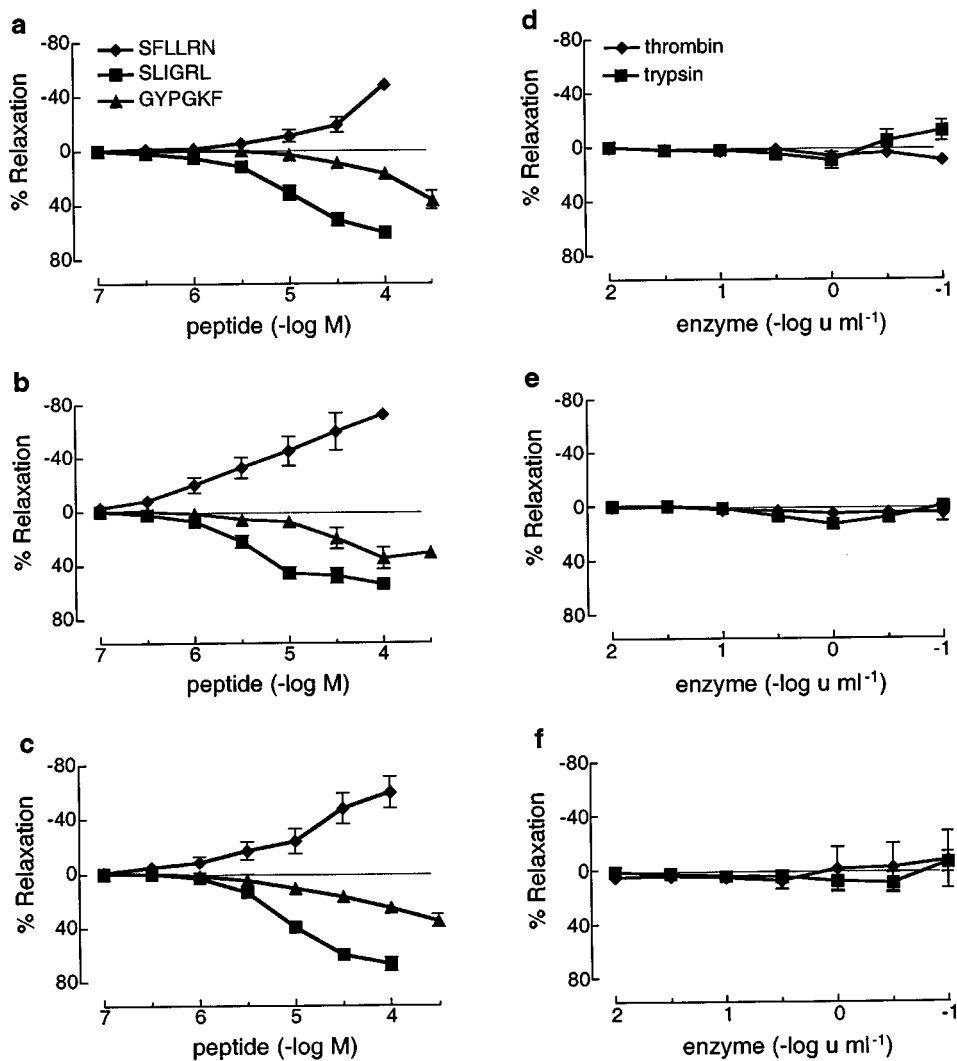 a
-80
-40
0
40
80
% Relaxation
SFLLRN
SLIGRL
GYPGKF
7
6
5
4
peptide (-log M)
d
-80
-40
0
40
80
% Relaxation
thrombin
trypsin
2
1
0
-1
enzyme (-log u ml⁻¹)
b
-80
-40
0
40
80
% Relaxation
7
6
5
4
peptide (-log M)
e
-80
-40
0
40
80
% Relaxation
2
1
0
-1
enzyme (-log u ml⁻¹)
c
-80
-40
0
40
80
% Relaxation
7
6
5
4
peptide (-log M)
f
-80
-40
0
40
80
% Relaxation
2
1
0
-1
enzyme (-log u ml⁻¹)